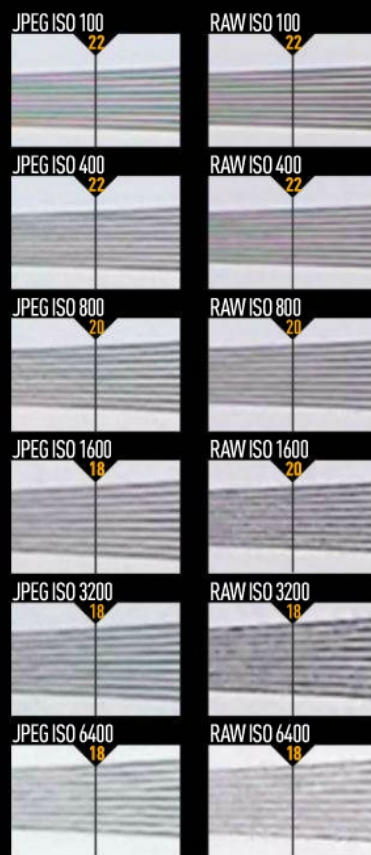 JPEG ISO 100
22
RAW ISO 100
22
JPEG ISO 400
22
RAW ISO 400
22
JPEG ISO 800
20
RAW ISO 800
20
JPEG ISO 1600
18
RAW ISO 1600
20
JPEG ISO 3200
18
RAW ISO 3200
18
JPEG ISO 6400
18
RAW ISO 6400
18